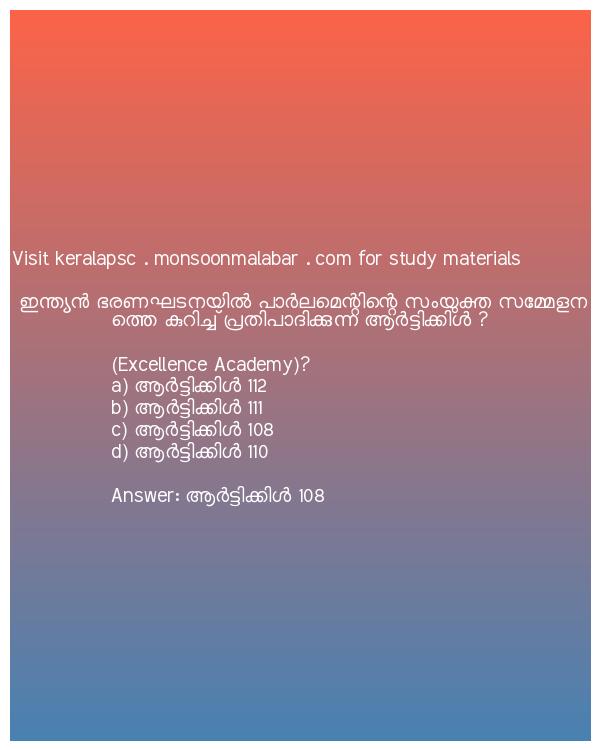 Visit keralapsc . monsoonmalabar . com for study materials
ഇന്ത്യൻ ഭരണഘടനയിൽ പാർലമെന്റിന്റെ സംയുക്ത സമ്മേളന
ത്തെ കുറിച്ച് പ്രതിപാദിക്കുന്ന ആർട്ടിക്കിൾ ?
(Excellence Academy)?
a) ആർട്ടിക്കിൾ 112
b) ആർട്ടിക്കിൾ 111
c) ആർട്ടിക്കിൾ 108
d) ആർട്ടിക്കിൾ 110
Answer: ആർട്ടിക്കിൾ 108